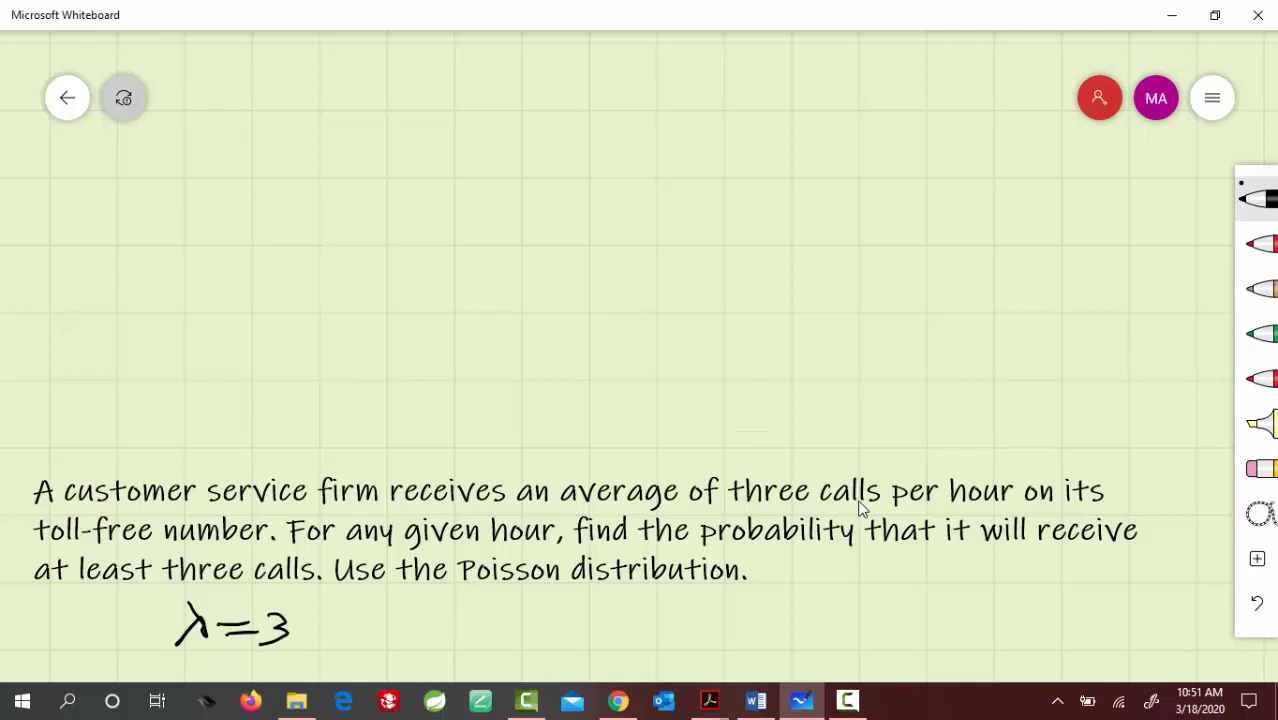 Microsoft Whiteboard
MA
A customer service firm receives an average of three calls per hour on its
toll-free number. For any given hour, find the probability that it will receive
at least three calls. Use the Poisson distribution.
λ=3
10:51 AM
3/18/2020